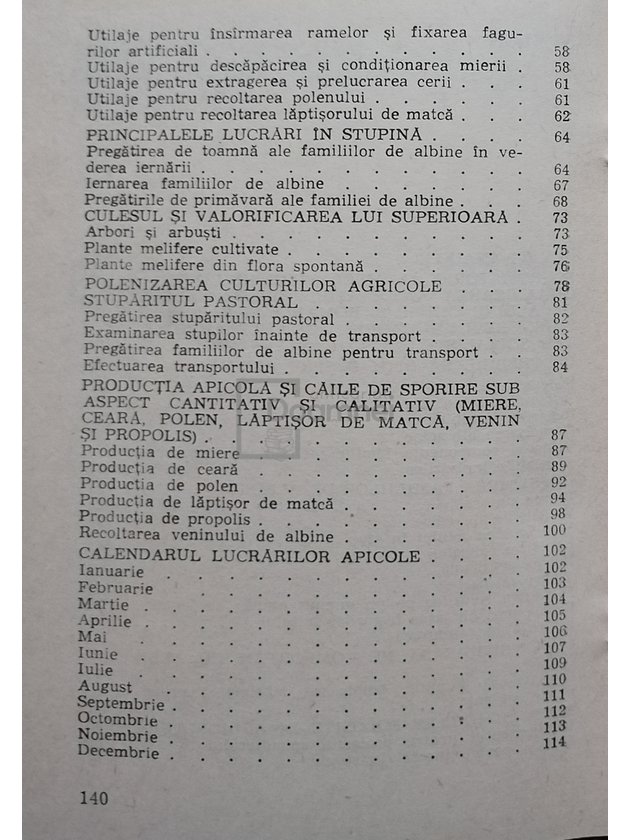 Utilaje pentru însîrmarea ramelor și fixarea fagu-
rilor artificiali . . . . . . . . . . . 58
Utilaje pentru descăpăcirea și condiționarea mierii . 58
Utilaje pentru extragerea și prelucrarea cerii . . . 61
Utilaje pentru recoltarea polenului . . . . . . 61
Utilaje pentru recoltarea lăptișorului de matcă . . . 62
PRINCIPALELE LUCRĂRI ÎN STUPINĂ . . . . 64
Pregătirea de toamnă ale familiilor de albine în ve-
derea iernării . . . . . . . . . . . 64
Iernarea familiilor de albine . . . . . . . 67
Pregătirile de primăvară ale familiei de albine . . . 68
CULESUL ȘI VALORIFICAREA LUI SUPERIOARĂ . 73
Arbori și arbuști . . . . . . . . . . . 73
Plante melifere cultivate . . . . . . . . . 75
Plante melifere din flora spontană . . . . . . 76
POLENIZAREA CULTURILOR AGRICOLE . . . 78
STUPĂRITUL PASTORAL . . . . . . . . 81
Pregătirea stupăritului pastoral . . . . . . . 82
Examinarea stupilor înainte de transport . . . . 83
Pregătirea familiilor de albine pentru transport . . 83
Efectuarea transportului . . . . . . . . . 84
PRODUCȚIA APICOLĂ ȘI CĂILE DE SPORIRE SUB
ASPECT CANTITATIV ȘI CALITATIV (MIERE,
CEARĂ, POLEN, LĂPTIȘOR DE MATCĂ, VENIN
ȘI PROPOLIS) . . . . . . . . . . . 87
Producția de miere . . . . . . . . . . 87
Producția de ceară . . . . . . . . . . 89
Producția de polen . . . . . . . . . . 92
Producția de lăptișor de matcă . . . . . . . 94
Producția de propolis . . . . . . . . . . 98
Recoltarea veninului de albine . . . . . . . 100
CALENDARUL LUCRĂRILOR APICOLE . . . . 102
Ianuarie . . . . . . . . . . . . . 102
Februarie . . . . . . . . . . . . . 103
Martie . . . . . . . . . . . . . . 104
Aprilie . . . . . . . . . . . . . . 105
Mai . . . . . . . . . . . . . . 106
Iunie . . . . . . . . . . . . . . 107
Iulie . . . . . . . . . . . . . . 109
August . . . . . . . . . . . . . 110
Septembrie . . . . . . . . . . . . . 111
Octombrie . . . . . . . . . . . . . 112
Noiembrie . . . . . . . . . . . . . 113
Decembrie . . . . . . . . . . . . . 114
140